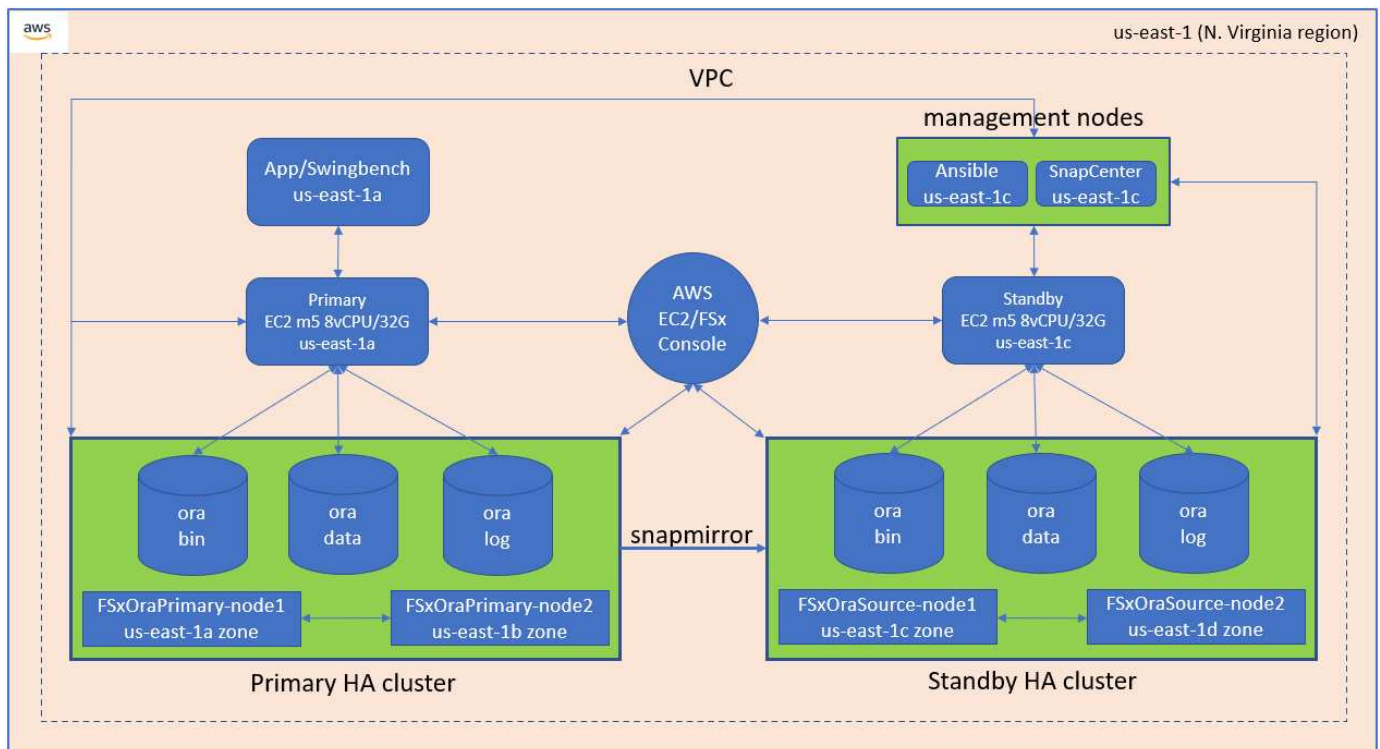 aws
us-east-1 (N. Virginia region)
VPC
management nodes
App/Swingbench
us-east-1a
Ansible
us-east-1c
SnapCenter
us-east-1c
Primary
EC2 m5 8vCPU/32G
us-east-1a
AWS
EC2/FSx
Console
Standby
EC2 m5 8vCPU/32G
us-east-1c
ora
bin
ora
data
ora
log
snapmirror
ora
bin
ora
data
ora
log
FSxOraPrimary-node1
us-east-1a zone
FSxOraPrimary-node2
us-east-1b zone
FSxOraSource-node1
us-east-1c zone
FSxOraSource-node2
us-east-1d zone
Primary HA cluster
Standby HA cluster